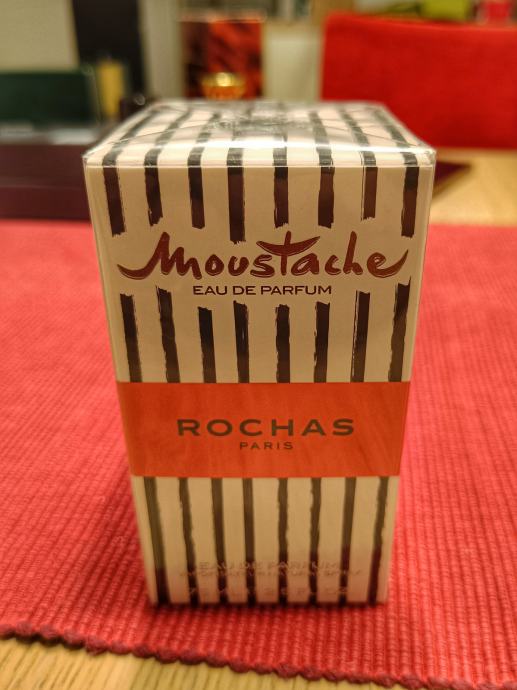 Moustache
EAU DE PARFUM
ROCHAS
PARIS
EAU DE PARFUM